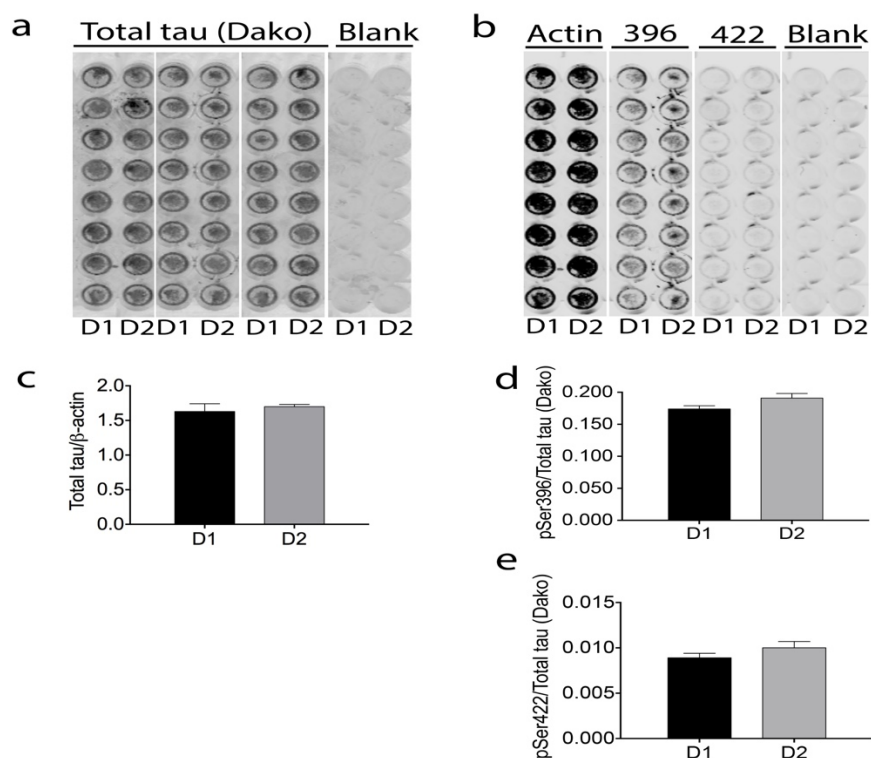 a
Total tau (Dako) Blank
D1 D2 D1 D2 D1 D2 D1 D2
b
Actin 396 422 Blank
D1 D2 D1 D2 D1 D2 D1 D2
c
Total tau/β-actin
2.0
1.5
1.0
0.5
0.0
D1 D2
d
pSer396/Total tau (Dako)
0.200
0.150
0.100
0.050
0.000
D1 D2
e
pSer422/Total tau (Dako)
0.015
0.010
0.005
0.000
D1 D2